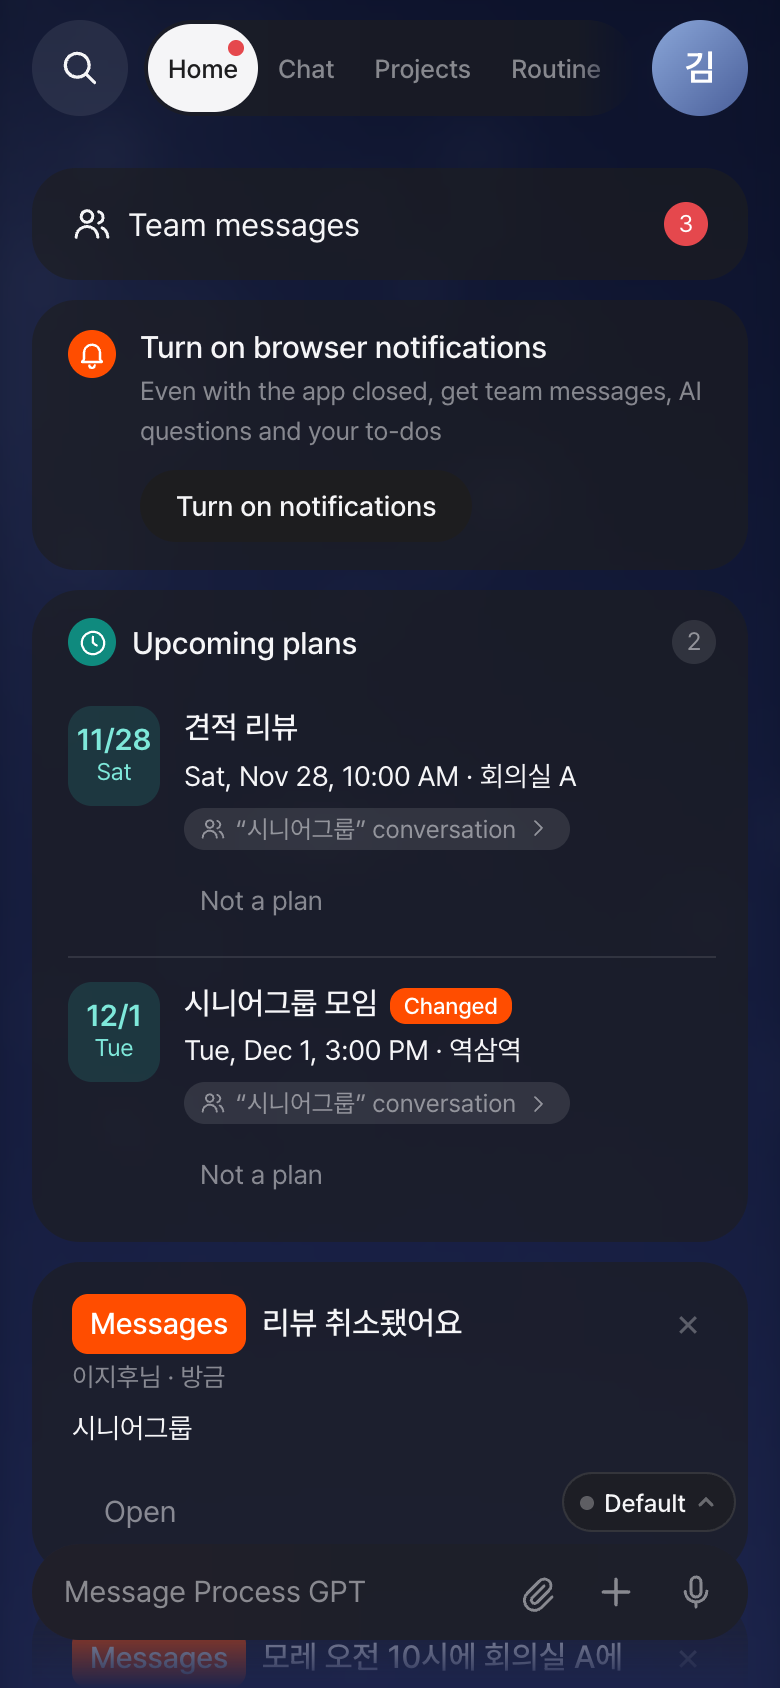 Home
Chat
Projects
Routine
김
Team messages
3
Turn on browser notifications
Even with the app closed, get team messages, AI
questions and your to-dos
Turn on notifications
Upcoming plans
2
11/28
Sat
견적 리뷰
Sat, Nov 28, 10:00 AM · 회의실 A
“시니어그룹” conversation
Not a plan
12/1
Tue
시니어그룹 모임
Changed
Tue, Dec 1, 3:00 PM · 역삼역
“시니어그룹” conversation
Not a plan
Messages
리뷰 취소됐어요
이지후님 · 방금
시니어그룹
Open
Default
Message Process GPT
Messages
모레 오전 10시에 회의실 A에